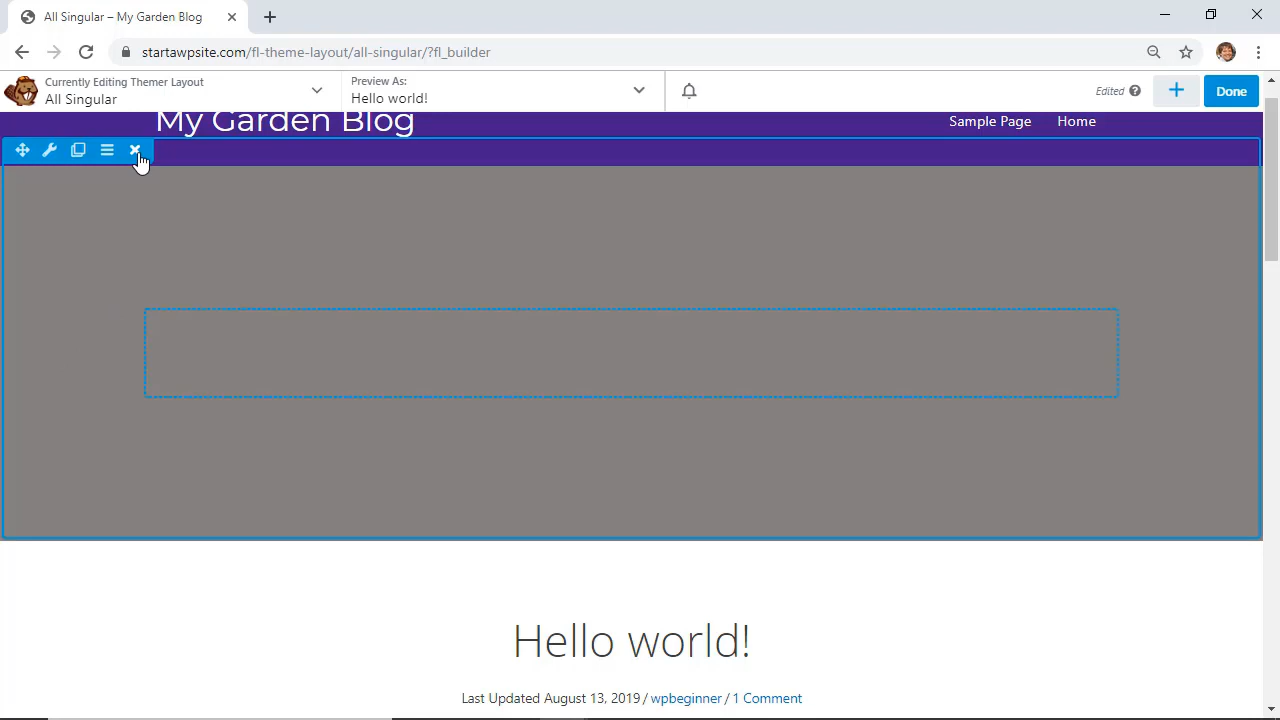 All Singular – My Garden Blog
startawpsite.com/fl-theme-layout/all-singular/?fl_builder
Currently Editing Themer Layout
All Singular
Preview As:
Hello world!
Edited
Done
My Garden Blog
Sample Page
Home
Hello world!
Last Updated August 13, 2019 / wpbeginner / 1 Comment